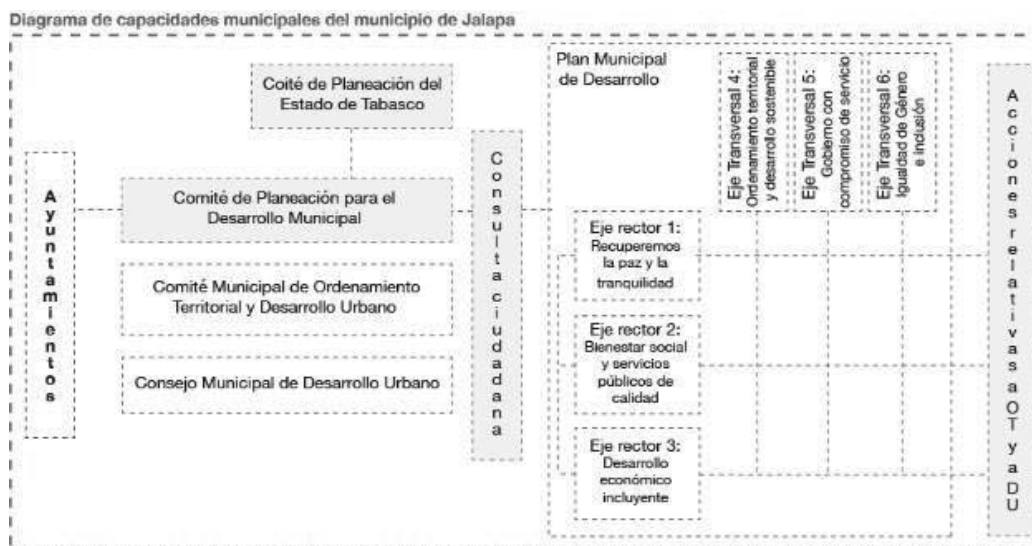 Diagrama de capacidades municipales del municipio de Jalapa
Ayuntamientos
Coité de Planeación del
Estado de Tabasco
Comité de Planeación para el
Desarrollo Municipal
Comité Municipal de Ordenamiento
Territorial y Desarrollo Urbano
Consejo Municipal de Desarrollo Urbano
Consulta ciudadana
Plan Municipal
de Desarrollo
Eje Transversal 4:
Ordenamiento territorial
y desarrollo sostenible
Eje Transversal 5:
Gobierno con
compromiso de servicio
Eje Transversal 6:
Igualdad de Género
e inclusión
Eje rector 1:
Recuperemos
la paz y la
tranquilidad
Eje rector 2:
Bienestar social
y servicios
públicos de
calidad
Eje rector 3:
Desarrollo
económico
incluyente
Acciones relativas a OT y a DU